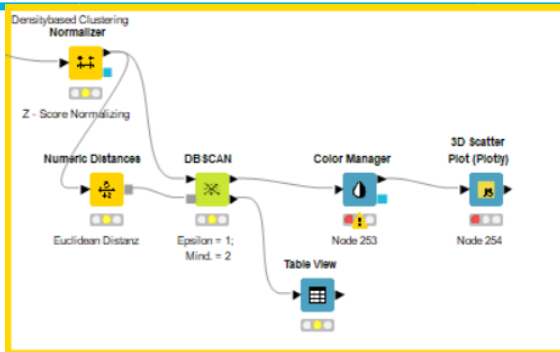 Densitybased Clustering
Normalizer
Z - Score Normalizing
Numeric Distances
DBSCAN
Color Manager
3D Scatter
Plot (Plotly)
JS
Euclidean Distanz
Epsilon = 1;
Mind. = 2
Node 253
Node 254
Table View